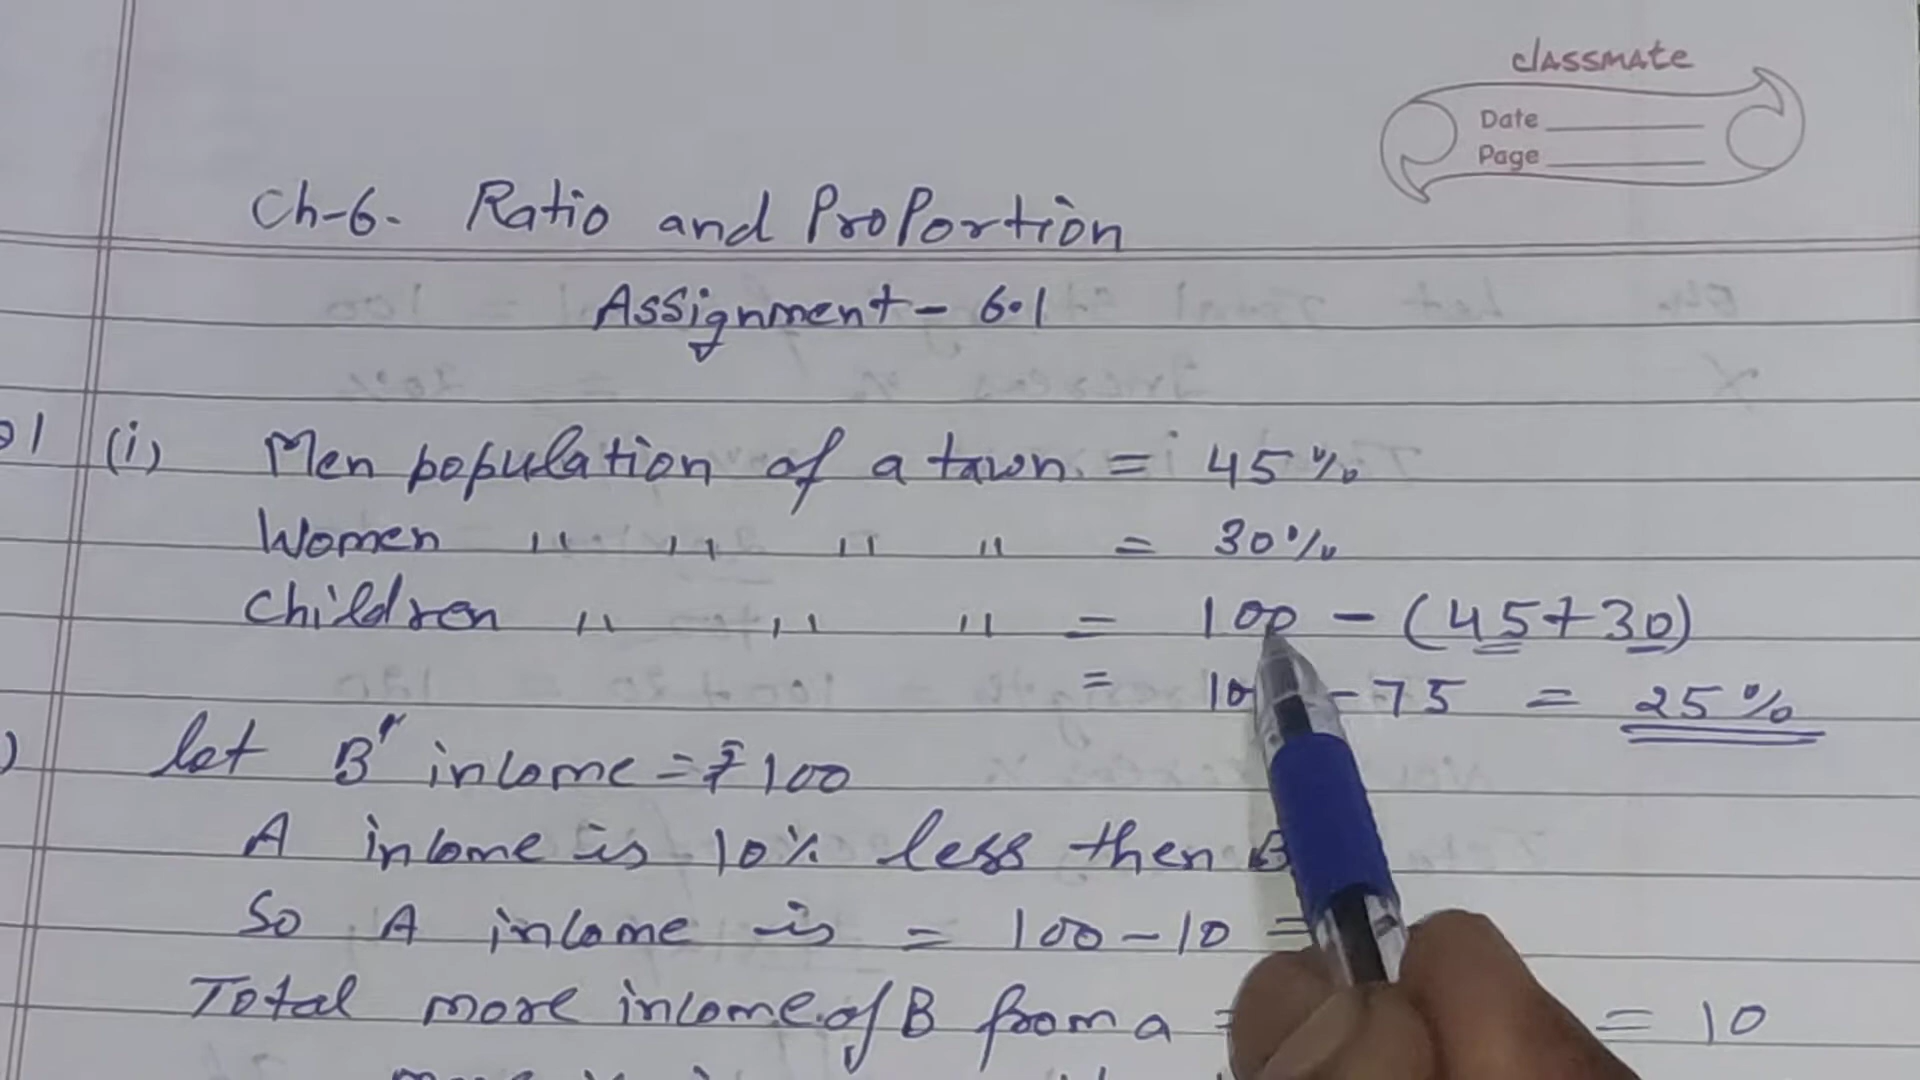 classmate
Date
Page
Ch-6. Ratio and Proportion
Assignment - 6.1
(i) Men population of a tawn. = 45%
Women " " " " = 30%
Children " " " = 100 - (45+30)
= 10 - 75 = 25%
let B" income = ₹100
A income is 10% less then B
So A income is = 100-10 =
Total more income of B from a = = 10